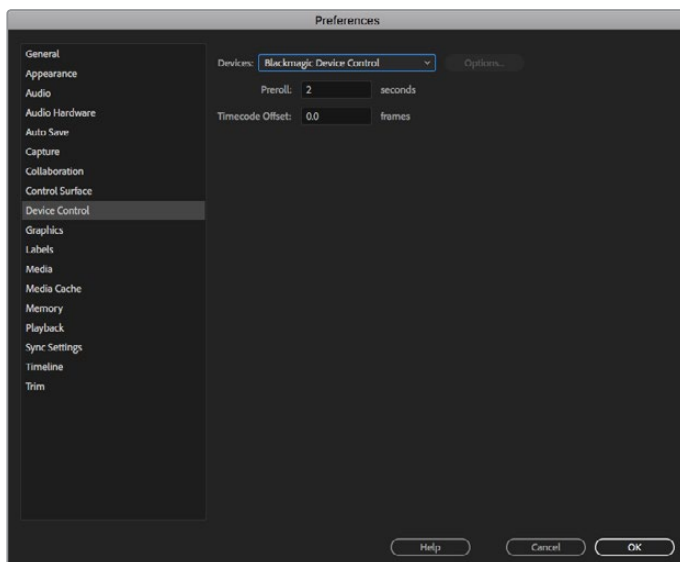 Preferences
General
Appearance
Audio
Audio Hardware
Auto Save
Capture
Collaboration
Control Surface
Device Control
Graphics
Labels
Media
Media Cache
Memory
Playback
Sync Settings
Timeline
Trim
Devices: Blackmagic Device Control Options...
Preroll: 2 seconds
Timecode Offset: 0.0 frames
Help Cancel OK